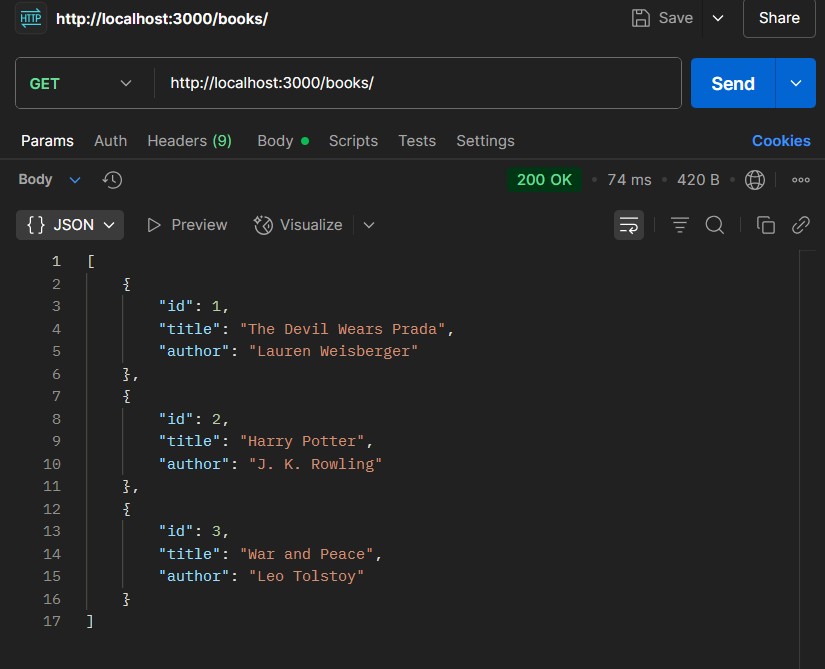 HTTP http://localhost:3000/books/ Save Share
GET http://localhost:3000/books/ Send
Params Auth Headers (9) Body Scripts Tests Settings Cookies
Body 200 OK • 74 ms • 420 B •
{} JSON Preview Visualize
1 [
2 {
3 "id": 1,
4 "title": "The Devil Wears Prada",
5 "author": "Lauren Weisberger"
6 },
7 {
8 "id": 2,
9 "title": "Harry Potter",
10 "author": "J. K. Rowling"
11 },
12 {
13 "id": 3,
14 "title": "War and Peace",
15 "author": "Leo Tolstoy"
16 }
17 ]